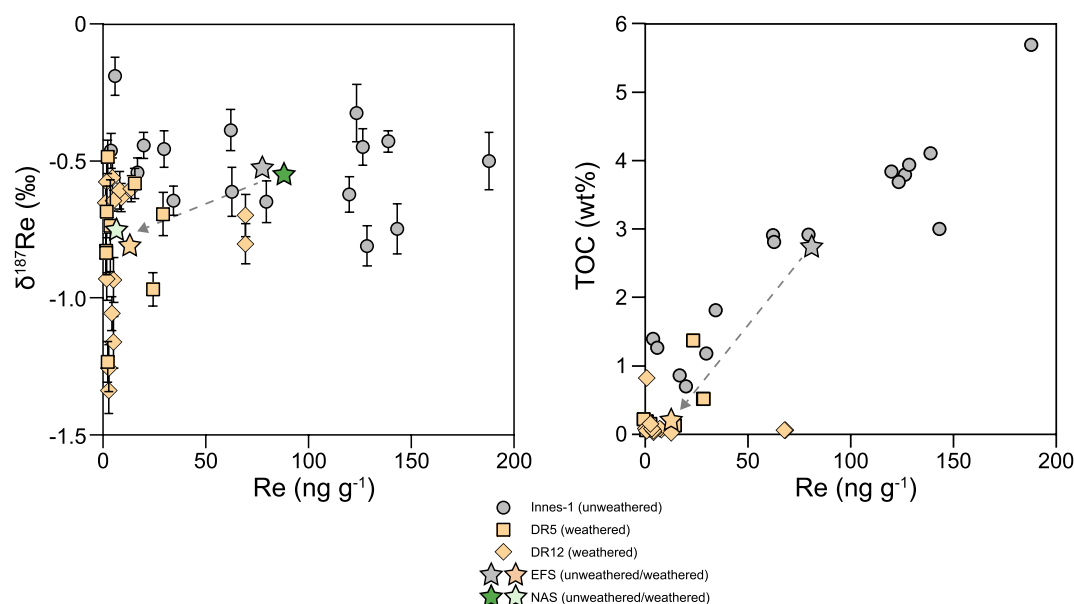 0
-0.5
-1.0
-1.5
δ¹⁸⁷Re (‰)
0 50 100 150 200
Re (ng g⁻¹)
6
5
4
3
2
1
0
TOC (wt%)
0 50 100 150 200
Re (ng g⁻¹)
Innes-1 (unweathered)
DR5 (weathered)
DR12 (weathered)
EFS (unweathered/weathered)
NAS (unweathered/weathered)